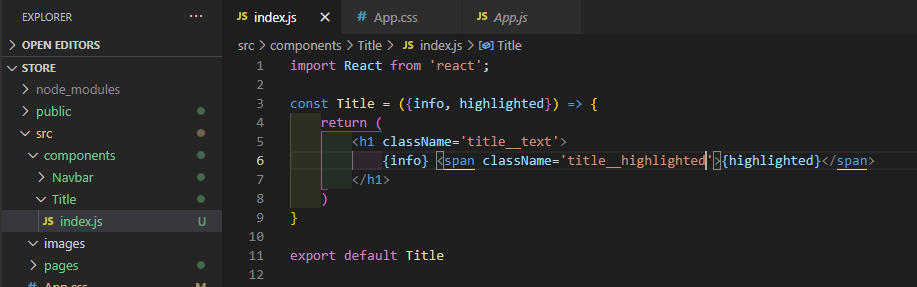 EXPLORER
OPEN EDITORS
STORE
node_modules
public
src
components
Navbar
Title
JS index.js U
images
pages
App.css M
JS index.js × # App.css JS App.js
src > components > Title > JS index.js > Title
1 import React from 'react';
2
3 const Title = ({info, highlighted}) => {
4 return (
5 <h1 className='title__text'>
6 {info} <span className='title__highlighted'>{highlighted}</span>
7 </h1>
8 )
9 }
10
11 export default Title
12